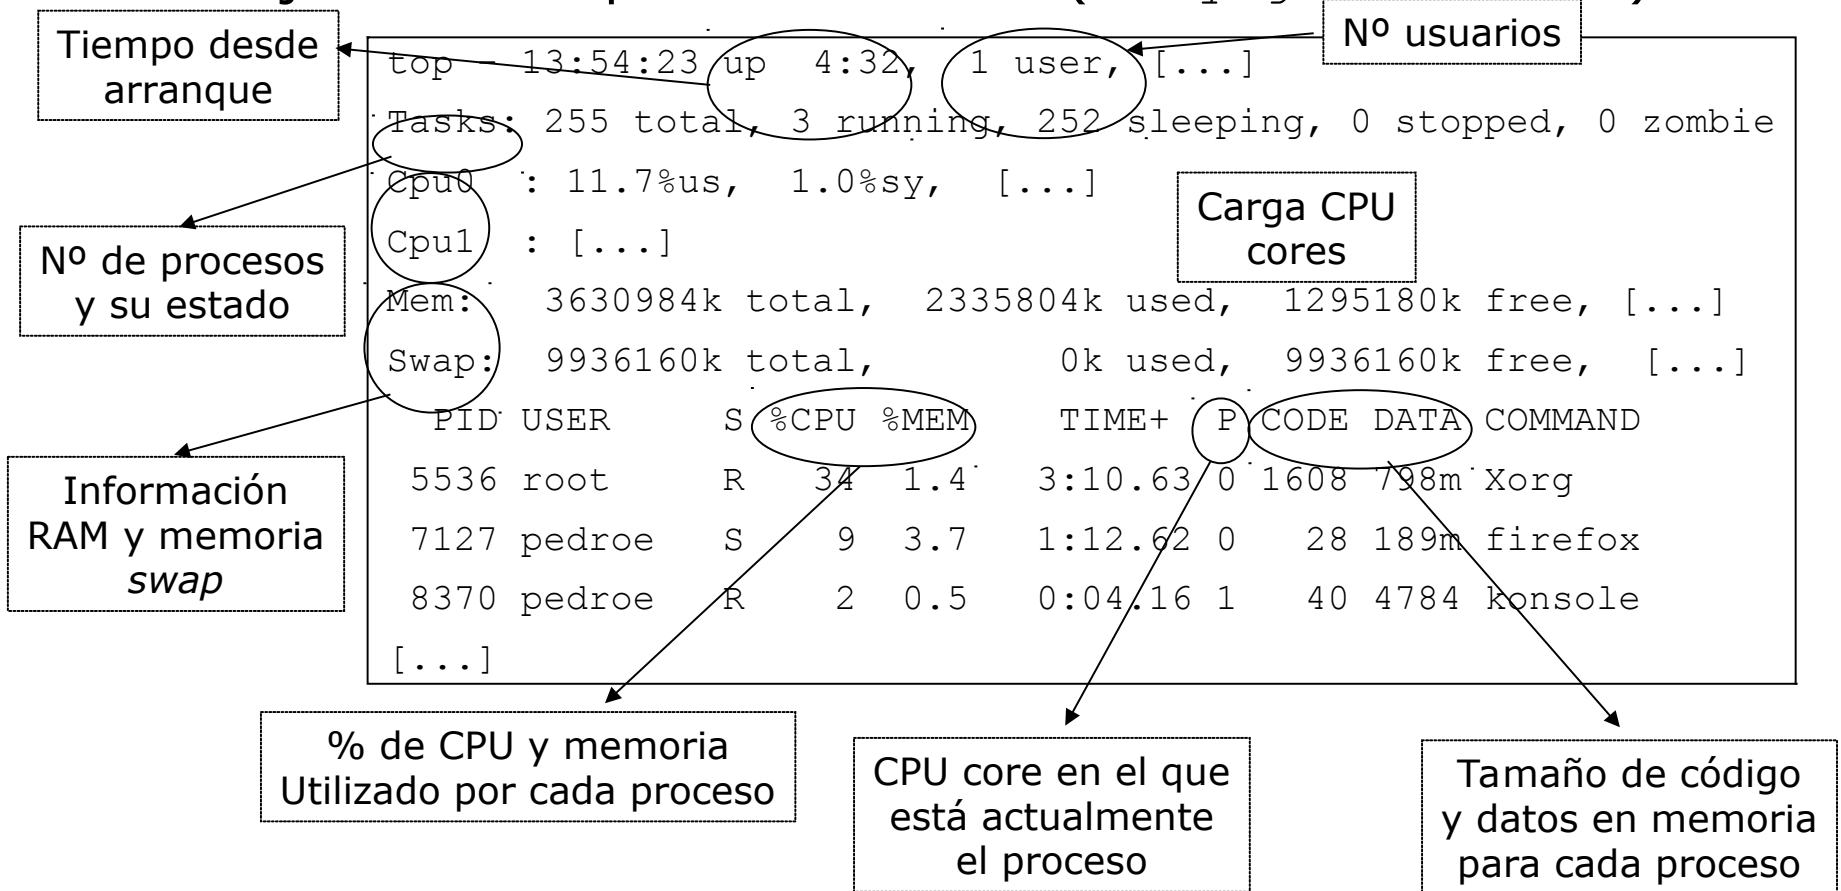 Tiempo desde
arranque
Nº usuarios
top - 13:54:23 up  4:32,  1 user, [...]
Tasks: 255 total, 3 running, 252 sleeping, 0 stopped, 0 zombie
Cpu0  : 11.7%us,  1.0%sy,  [...]
Cpu1  : [...]
Carga CPU
cores
Nº de procesos
y su estado
Mem:   3630984k total,  2335804k used,  1295180k free, [...]
Swap:  9936160k total,        0k used,  9936160k free,  [...]
PID USER     S %CPU %MEM    TIME+  P CODE DATA COMMAND
5536 root     R   34  1.4   3:10.63 0 1608 798m Xorg
7127 pedroe   S    9  3.7   1:12.62 0   28 189m firefox
8370 pedroe   R    2  0.5   0:04.16 1   40 4784 konsole
[...]
Información
RAM y memoria
swap
% de CPU y memoria
Utilizado por cada proceso
CPU core en el que
está actualmente
el proceso
Tamaño de código
y datos en memoria
para cada proceso